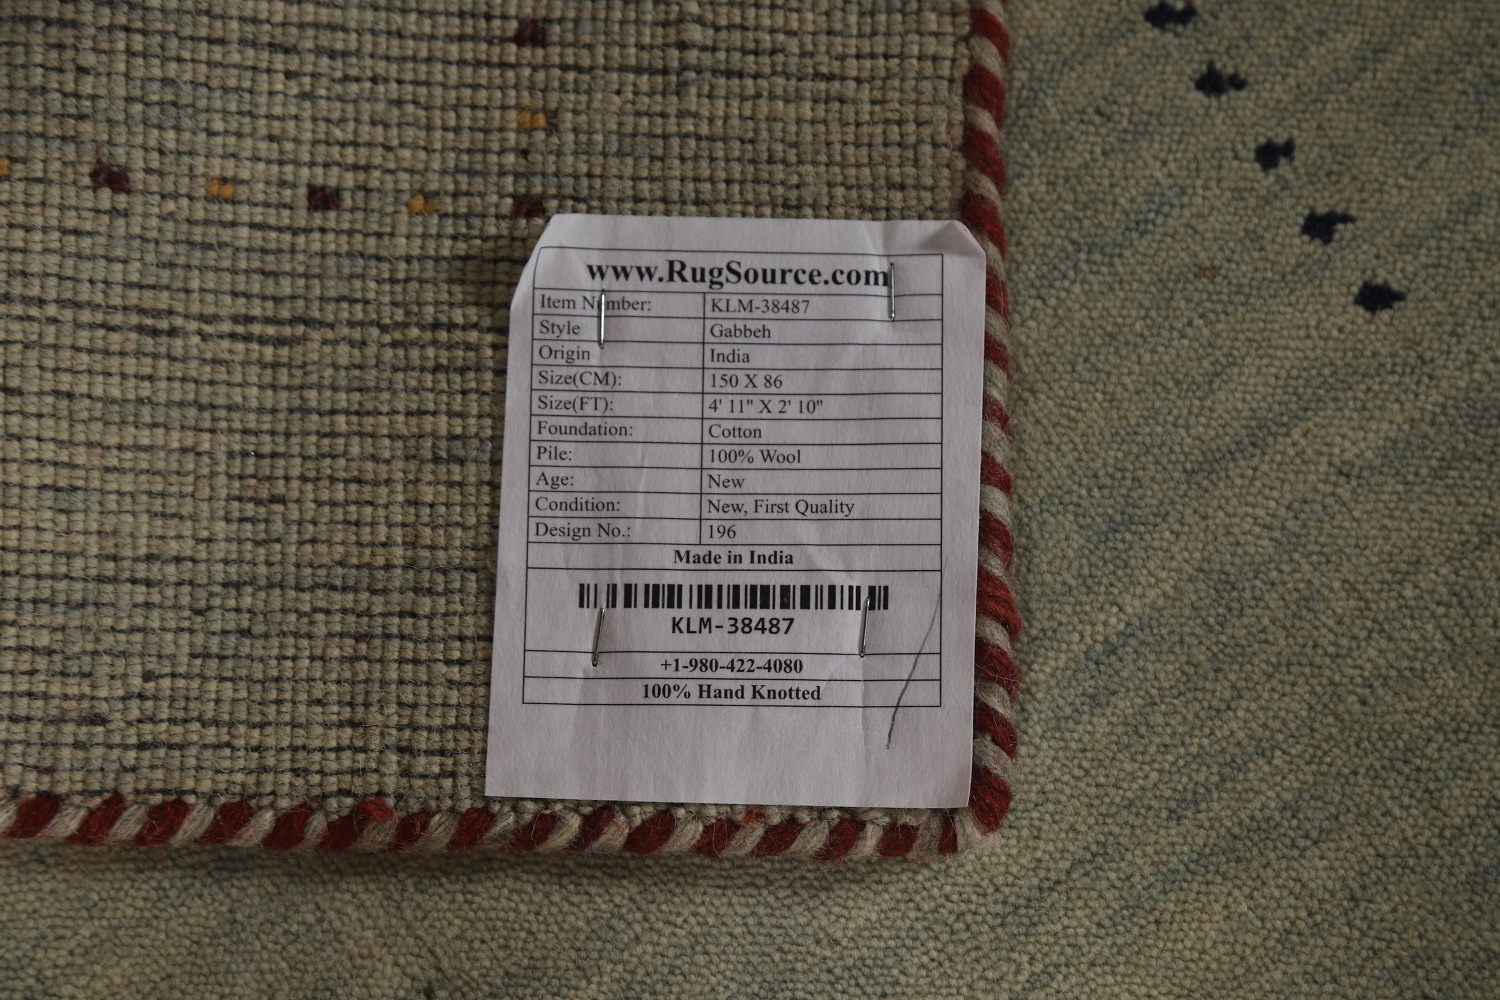 www.RugSource.com
Item Number: KLM-38487
Style Gabbeh
Origin India
Size(CM): 150 X 86
Size(FT): 4' 11" X 2' 10"
Foundation: Cotton
Pile: 100% Wool
Age: New
Condition: New, First Quality
Design No.: 196
Made in India
KLM-38487
+1-980-422-4080
100% Hand Knotted